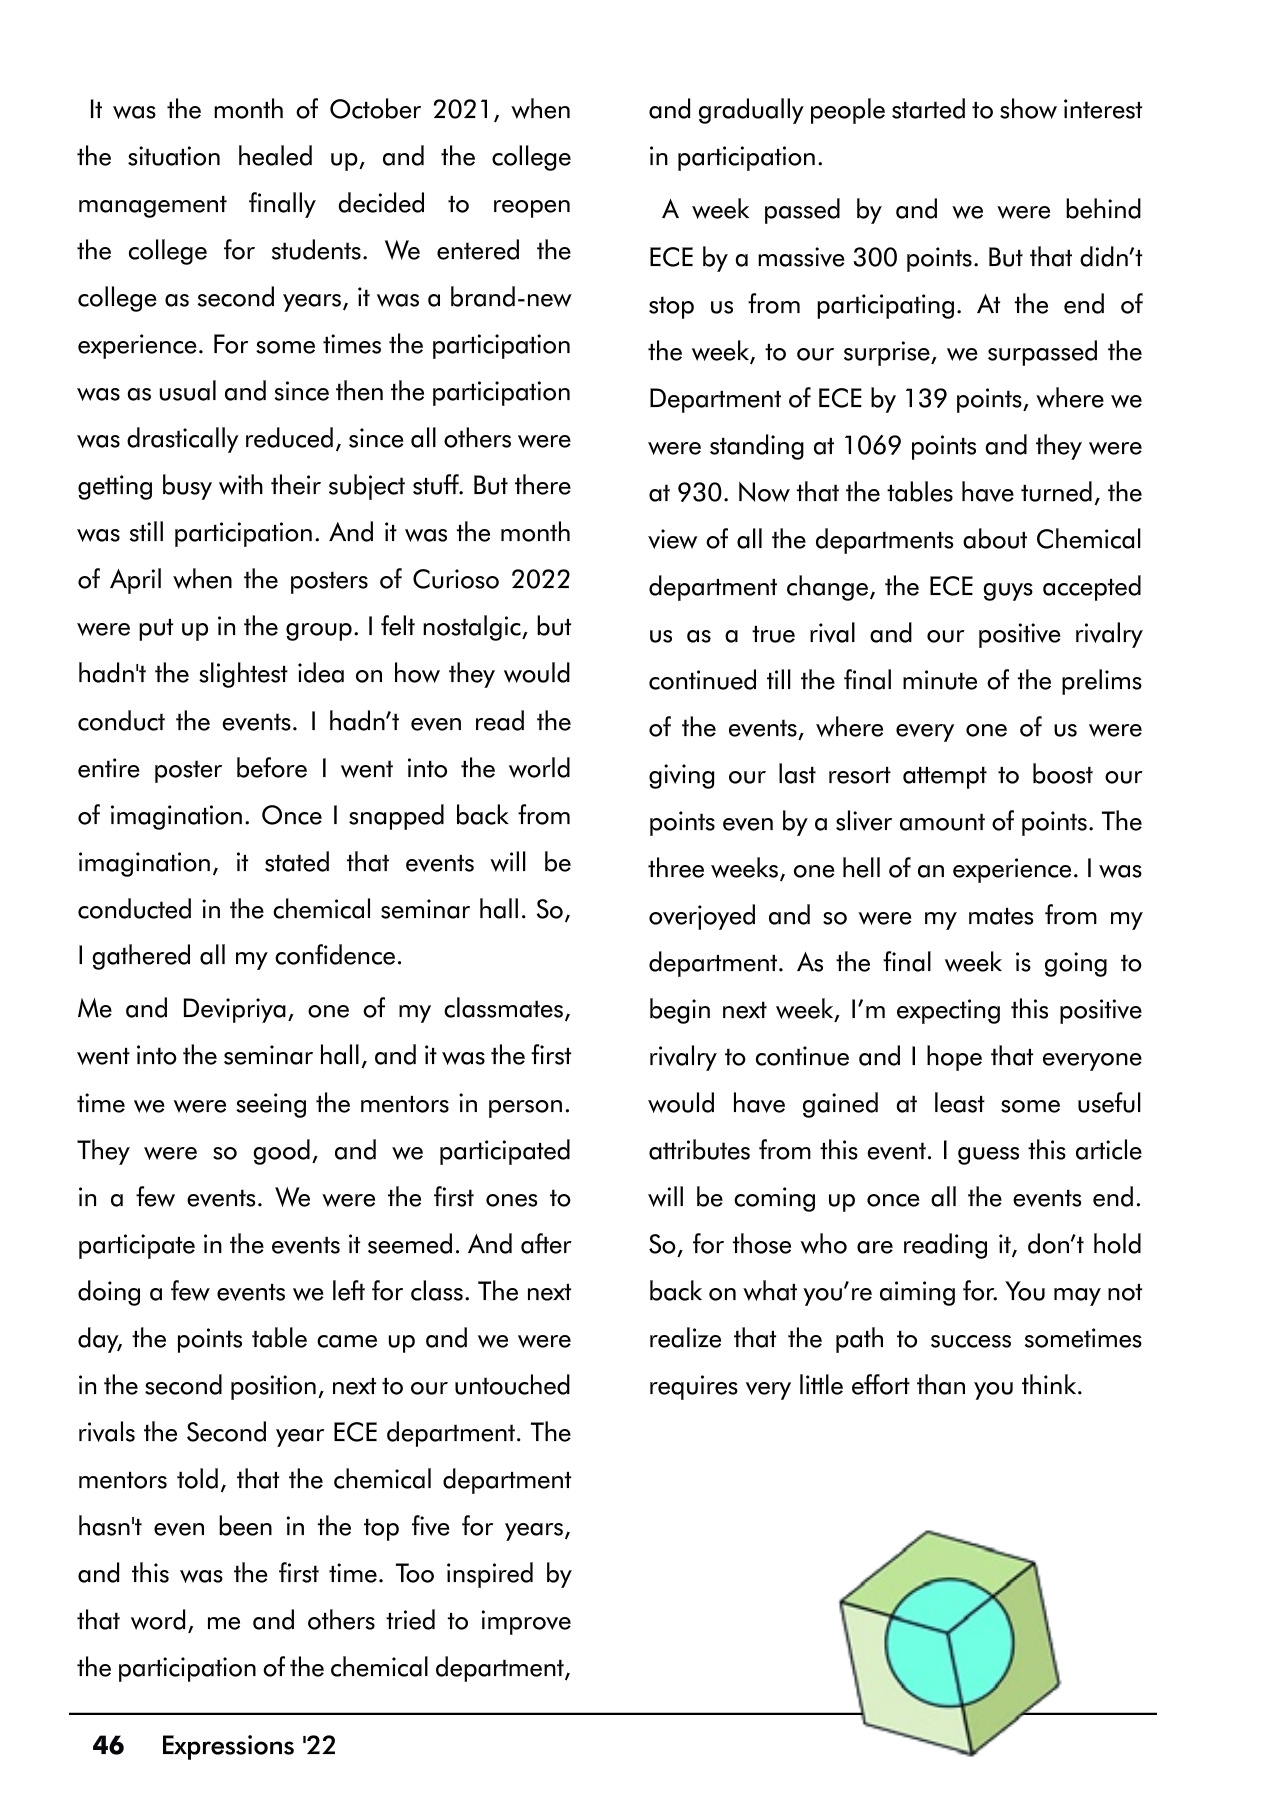 It was the month of October 2021, when
the situation healed up, and the college
management finally decided to reopen
the college for students. We entered the
college as second years, it was a brand-new
experience. For some times the participation
was as usual and since then the participation
was drastically reduced, since all others were
getting busy with their subject stuff. But there
was still participation. And it was the month
of April when the posters of Curioso 2022
were put up in the group. I felt nostalgic, but
hadn't the slightest idea on how they would
conduct the events. I hadn’t even read the
entire poster before I went into the world
of imagination. Once I snapped back from
imagination, it stated that events will be
conducted in the chemical seminar hall. So,
I gathered all my confidence.
Me and Devipriya, one of my classmates,
went into the seminar hall, and it was the first
time we were seeing the mentors in person.
They were so good, and we participated
in a few events. We were the first ones to
participate in the events it seemed. And after
doing a few events we left for class. The next
day, the points table came up and we were
in the second position, next to our untouched
rivals the Second year ECE department. The
mentors told, that the chemical department
hasn't even been in the top five for years,
and this was the first time. Too inspired by
that word, me and others tried to improve
the participation of the chemical department,
and gradually people started to show interest
in participation.
A week passed by and we were behind
ECE by a massive 300 points. But that didn’t
stop us from participating. At the end of
the week, to our surprise, we surpassed the
Department of ECE by 139 points, where we
were standing at 1069 points and they were
at 930. Now that the tables have turned, the
view of all the departments about Chemical
department change, the ECE guys accepted
us as a true rival and our positive rivalry
continued till the final minute of the prelims
of the events, where every one of us were
giving our last resort attempt to boost our
points even by a sliver amount of points. The
three weeks, one hell of an experience. I was
overjoyed and so were my mates from my
department. As the final week is going to
begin next week, I’m expecting this positive
rivalry to continue and I hope that everyone
would have gained at least some useful
attributes from this event. I guess this article
will be coming up once all the events end.
So, for those who are reading it, don’t hold
back on what you’re aiming for. You may not
realize that the path to success sometimes
requires very little effort than you think.
46 Expressions '22